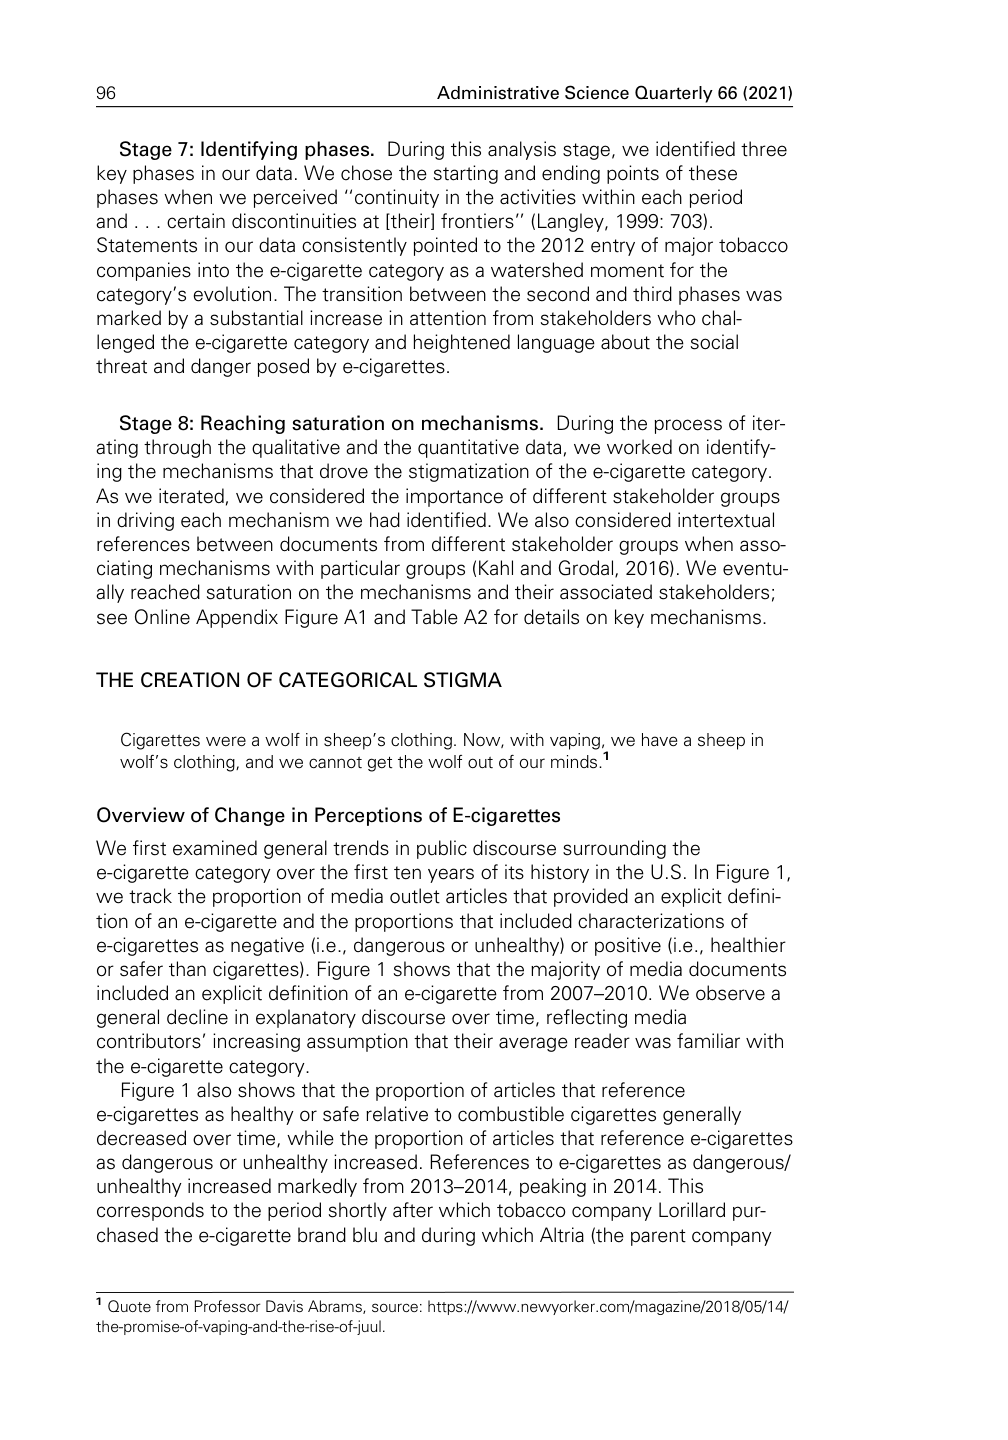 96
Administrative Science Quarterly 66 (2021)
Stage 7: Identifying phases. During this analysis stage, we identified three
key phases in our data. We chose the starting and ending points of these
phases when we perceived ‘‘continuity in the activities within each period
and . . . certain discontinuities at [their] frontiers’’ (Langley, 1999: 703).
Statements in our data consistently pointed to the 2012 entry of major tobacco
companies into the e-cigarette category as a watershed moment for the
category’s evolution. The transition between the second and third phases was
marked by a substantial increase in attention from stakeholders who chal-
lenged the e-cigarette category and heightened language about the social
threat and danger posed by e-cigarettes.
Stage 8: Reaching saturation on mechanisms. During the process of iter-
ating through the qualitative and the quantitative data, we worked on identify-
ing the mechanisms that drove the stigmatization of the e-cigarette category.
As we iterated, we considered the importance of different stakeholder groups
in driving each mechanism we had identified. We also considered intertextual
references between documents from different stakeholder groups when asso-
ciating mechanisms with particular groups (Kahl and Grodal, 2016). We eventu-
ally reached saturation on the mechanisms and their associated stakeholders;
see Online Appendix Figure A1 and Table A2 for details on key mechanisms.
THE CREATION OF CATEGORICAL STIGMA
Cigarettes were a wolf in sheep’s clothing. Now, with vaping, we have a sheep in
wolf’s clothing, and we cannot get the wolf out of our minds.1
Overview of Change in Perceptions of E-cigarettes
We first examined general trends in public discourse surrounding the
e-cigarette category over the first ten years of its history in the U.S. In Figure 1,
we track the proportion of media outlet articles that provided an explicit defini-
tion of an e-cigarette and the proportions that included characterizations of
e-cigarettes as negative (i.e., dangerous or unhealthy) or positive (i.e., healthier
or safer than cigarettes). Figure 1 shows that the majority of media documents
included an explicit definition of an e-cigarette from 2007–2010. We observe a
general decline in explanatory discourse over time, reflecting media
contributors’ increasing assumption that their average reader was familiar with
the e-cigarette category.
Figure 1 also shows that the proportion of articles that reference
e-cigarettes as healthy or safe relative to combustible cigarettes generally
decreased over time, while the proportion of articles that reference e-cigarettes
as dangerous or unhealthy increased. References to e-cigarettes as dangerous/
unhealthy increased markedly from 2013–2014, peaking in 2014. This
corresponds to the period shortly after which tobacco company Lorillard pur-
chased the e-cigarette brand blu and during which Altria (the parent company
1 Quote from Professor Davis Abrams, source: https://www.newyorker.com/magazine/2018/05/14/
the-promise-of-vaping-and-the-rise-of-juul.